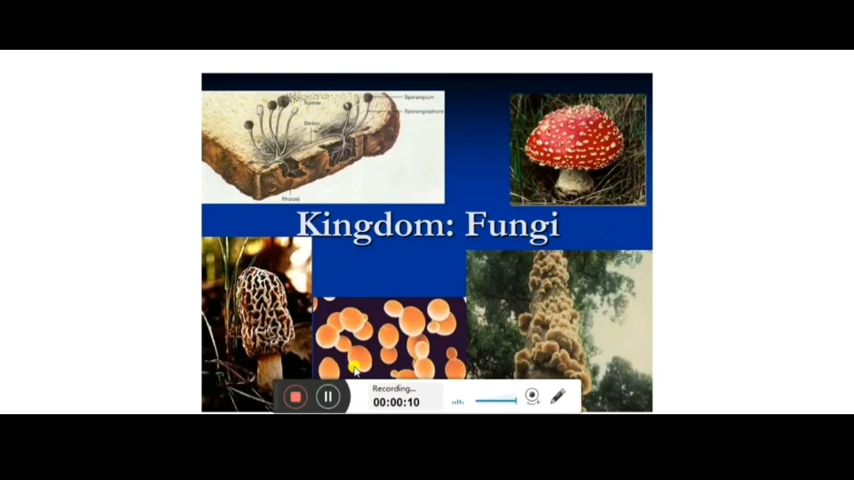 Sporangium
Spores
Sporangiophore
Stolon
Rhizoid
Kingdom: Fungi
Recording...
00:00:10